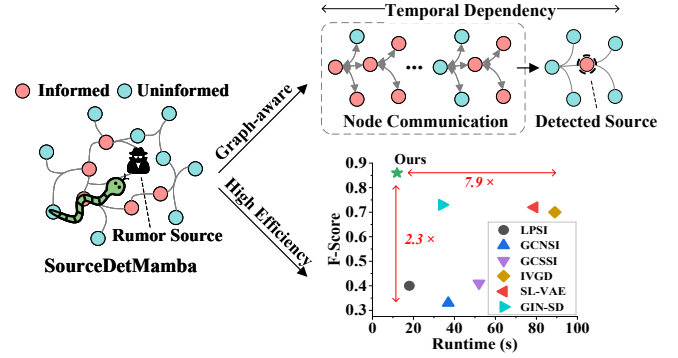 Temporal Dependency
Informed
Uninformed
Graph-aware
...
Node Communication
Detected Source
Rumor Source
SourceDetMamba
High Efficiency
Ours
7.9 ×
2.3 ×
F-Score
0.9
0.8
0.7
0.6
0.5
0.4
0.3
LPSI
GCNSI
GCSSI
IVGD
SL-VAE
GIN-SD
0 20 40 60 80 100
Runtime (s)